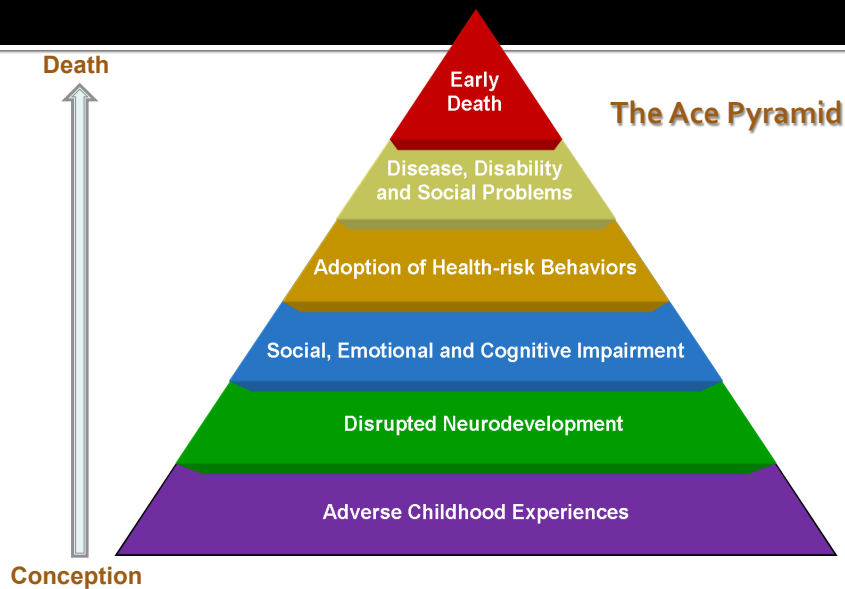 Death
The Ace Pyramid
Early
Death
Disease, Disability
and Social Problems
Adoption of Health-risk Behaviors
Social, Emotional and Cognitive Impairment
Disrupted Neurodevelopment
Adverse Childhood Experiences
Conception